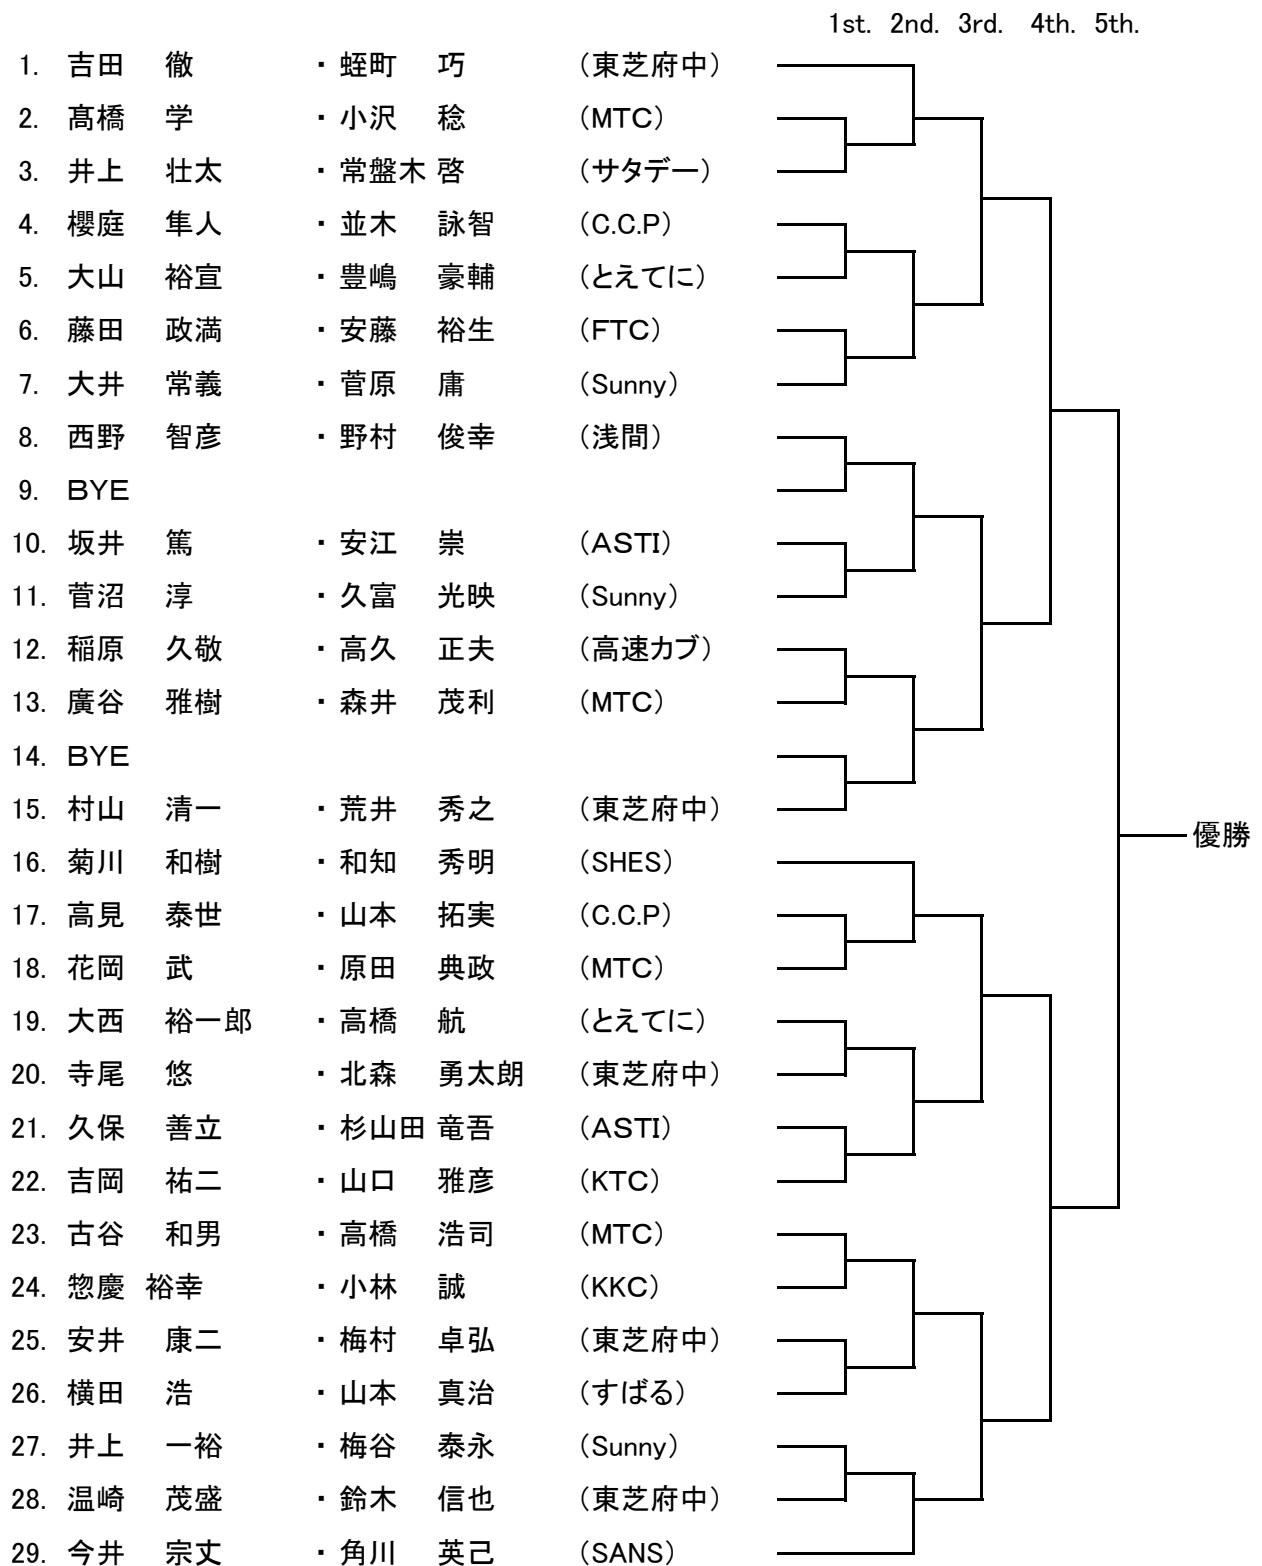 1st. 2nd. 3rd. 4th. 5th.
1. 吉田 徹 ・ 蛭町 巧 （東芝府中）
2. 髙橋 学 ・ 小沢 稔 （MTC）
3. 井上 壮太 ・ 常盤木 啓 （サタデー）
4. 櫻庭 隼人 ・ 並木 詠智 （C.C.P）
5. 大山 裕宣 ・ 豊嶋 豪輔 （とえてに）
6. 藤田 政満 ・ 安藤 裕生 （FTC）
7. 大井 常義 ・ 菅原 庸 （Sunny）
8. 西野 智彦 ・ 野村 俊幸 （浅間）
9. BYE
10. 坂井 篤 ・ 安江 崇 （ASTI）
11. 菅沼 淳 ・ 久富 光映 （Sunny）
12. 稲原 久敬 ・ 高久 正夫 （高速カブ）
13. 廣谷 雅樹 ・ 森井 茂利 （MTC）
14. BYE
15. 村山 清一 ・ 荒井 秀之 （東芝府中）
優勝
16. 菊川 和樹 ・ 和知 秀明 （SHES）
17. 高見 泰世 ・ 山本 拓実 （C.C.P）
18. 花岡 武 ・ 原田 典政 （MTC）
19. 大西 裕一郎 ・ 高橋 航 （とえてに）
20. 寺尾 悠 ・ 北森 勇太朗 （東芝府中）
21. 久保 善立 ・ 杉山田 竜吾 （ASTI）
22. 吉岡 祐二 ・ 山口 雅彦 （KTC）
23. 古谷 和男 ・ 高橋 浩司 （MTC）
24. 惣慶 裕幸 ・ 小林 誠 （KKC）
25. 安井 康二 ・ 梅村 卓弘 （東芝府中）
26. 横田 浩 ・ 山本 真治 （すばる）
27. 井上 一裕 ・ 梅谷 泰永 （Sunny）
28. 温崎 茂盛 ・ 鈴木 信也 （東芝府中）
29. 今井 宗丈 ・ 角川 英己 （SANS）